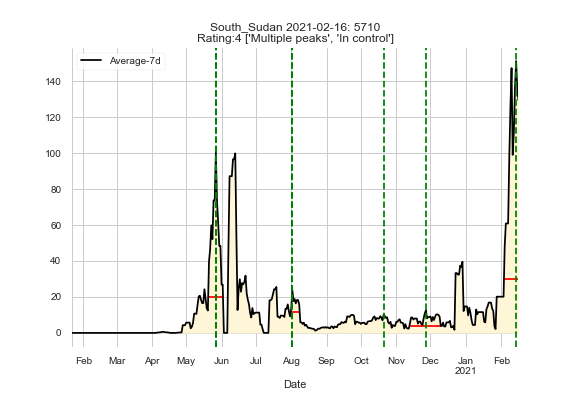 South_Sudan 2021-02-16: 5710
Rating:4 ['Multiple peaks', 'In control']
Average-7d
140
120
100
80
60
40
20
0
Feb Mar Apr May Jun Jul Aug Sep Oct Nov Dec Jan Feb
2021
Date